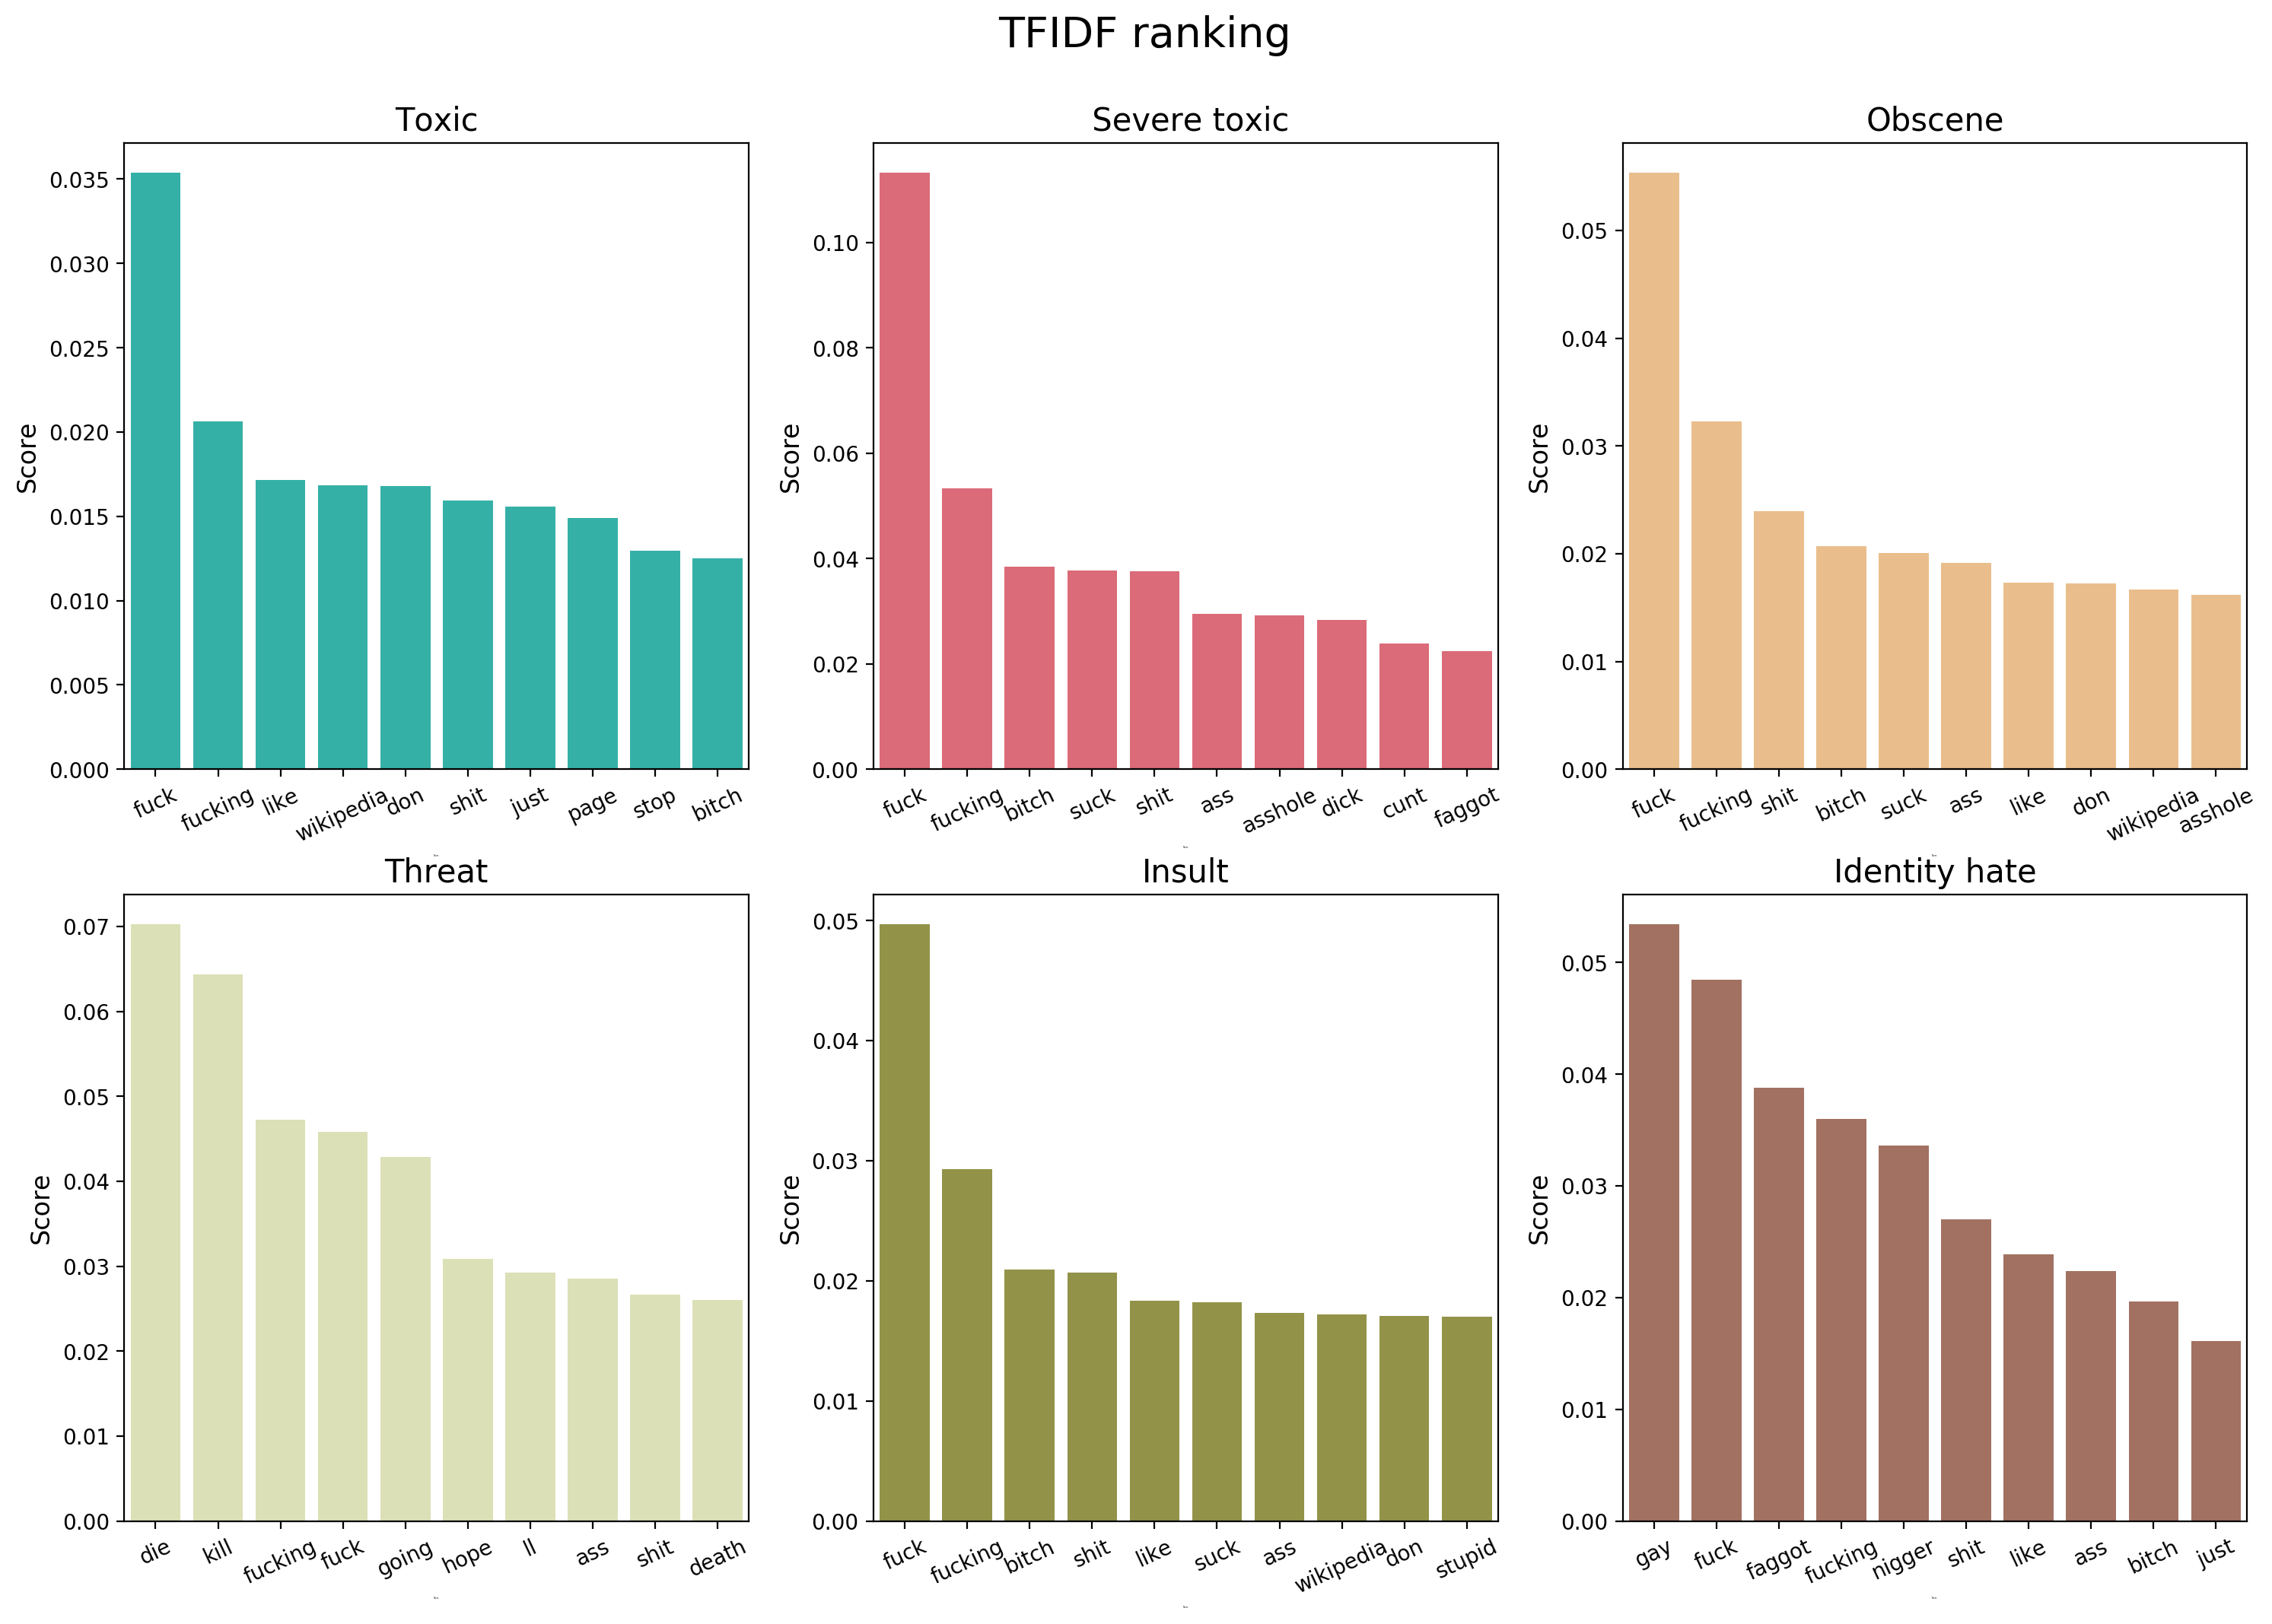 TFIDF ranking
Toxic
Score
0.035
0.030
0.025
0.020
0.015
0.010
0.005
0.000
fuck fucking like wikipedia don shit just page stop bitch
Severe toxic
Score
0.10
0.08
0.06
0.04
0.02
0.00
fuck fucking bitch suck shit ass asshole dick cunt faggot
Obscene
Score
0.05
0.04
0.03
0.02
0.01
0.00
fuck fucking shit bitch suck ass like don wikipedia asshole
Threat
Score
0.07
0.06
0.05
0.04
0.03
0.02
0.01
0.00
die kill fucking fuck going hope ll ass shit death
Insult
Score
0.05
0.04
0.03
0.02
0.01
0.00
fuck fucking bitch shit like suck ass wikipedia don stupid
Identity hate
Score
0.05
0.04
0.03
0.02
0.01
0.00
gay fuck faggot fucking nigger shit like ass bitch just